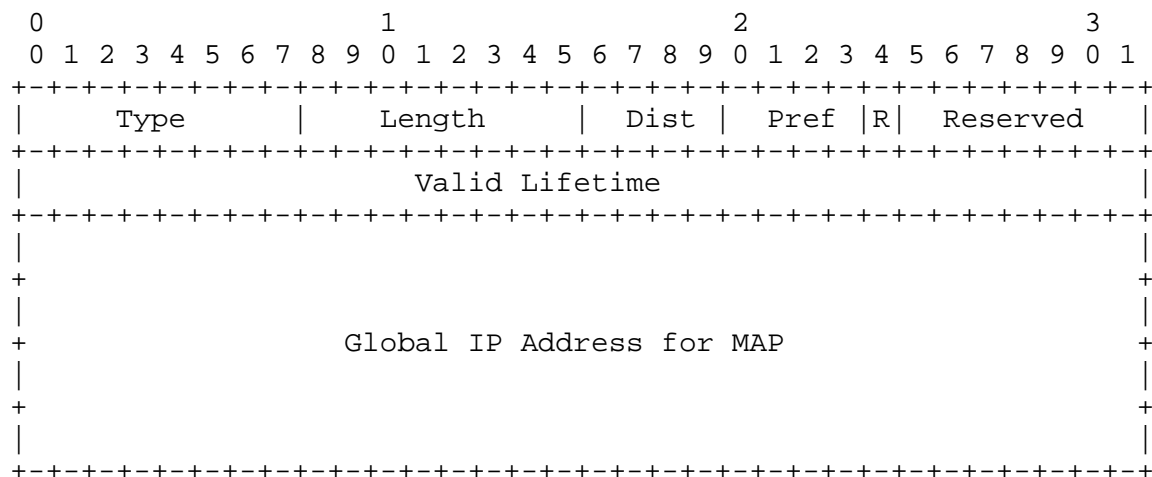 0                   1                   2                   3
 0 1 2 3 4 5 6 7 8 9 0 1 2 3 4 5 6 7 8 9 0 1 2 3 4 5 6 7 8 9 0 1
+-+-+-+-+-+-+-+-+-+-+-+-+-+-+-+-+-+-+-+-+-+-+-+-+-+-+-+-+-+-+-+-+
|     Type      |    Length     |  Dist |  Pref |R|  Reserved   |
+-+-+-+-+-+-+-+-+-+-+-+-+-+-+-+-+-+-+-+-+-+-+-+-+-+-+-+-+-+-+-+-+
|                      Valid Lifetime                           |
+-+-+-+-+-+-+-+-+-+-+-+-+-+-+-+-+-+-+-+-+-+-+-+-+-+-+-+-+-+-+-+-+
|                                                               |
+                                                               +
|                                                               |
+                  Global IP Address for MAP                    +
|                                                               |
+                                                               +
|                                                               |
+-+-+-+-+-+-+-+-+-+-+-+-+-+-+-+-+-+-+-+-+-+-+-+-+-+-+-+-+-+-+-+-+